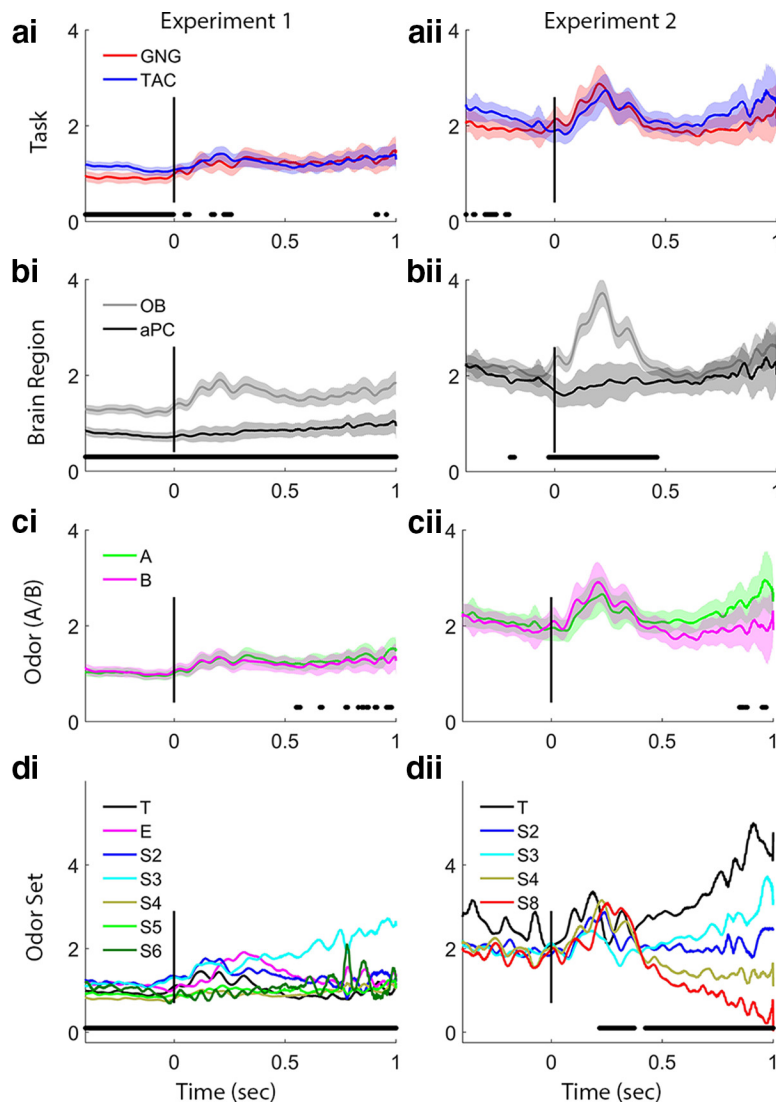 Experiment 1
Experiment 2
ai
GNG
TAC
Task
4
2
0
0
0.5
1
aii
4
2
0
0
0.5
1
bi
OB
aPC
Brain Region
4
2
0
0
0.5
1
bii
4
2
0
0
0.5
1
ci
A
B
Odor (A/B)
4
2
0
0
0.5
1
cii
4
2
0
0
0.5
1
di
T
E
S2
S3
S4
S5
S6
Odor Set
4
2
0
0
0.5
1
Time (sec)
dii
T
S2
S3
S4
S8
4
2
0
0
0.5
1
Time (sec)